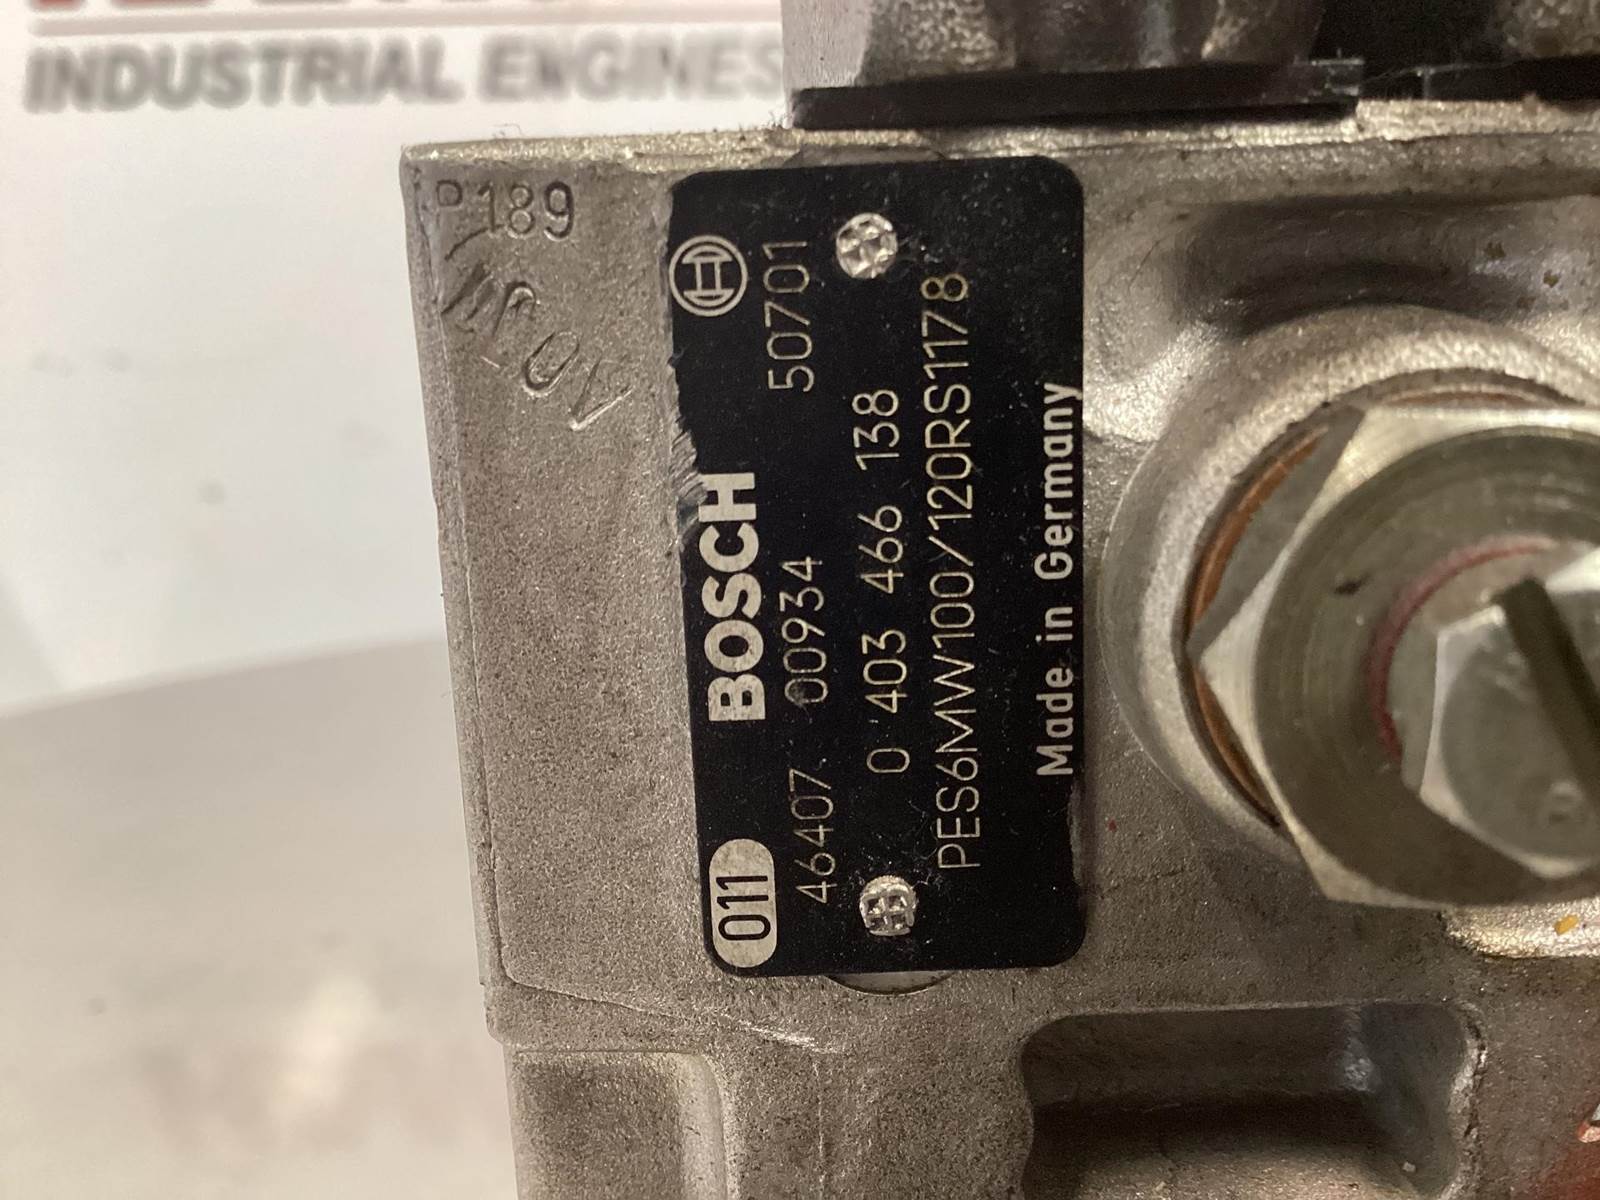 INDUSTRIAL ENGINES
P189
011 BOSCH
46407 00934 50701
0 403 466 138
PES6MW100/120RS1178
Made in Germany